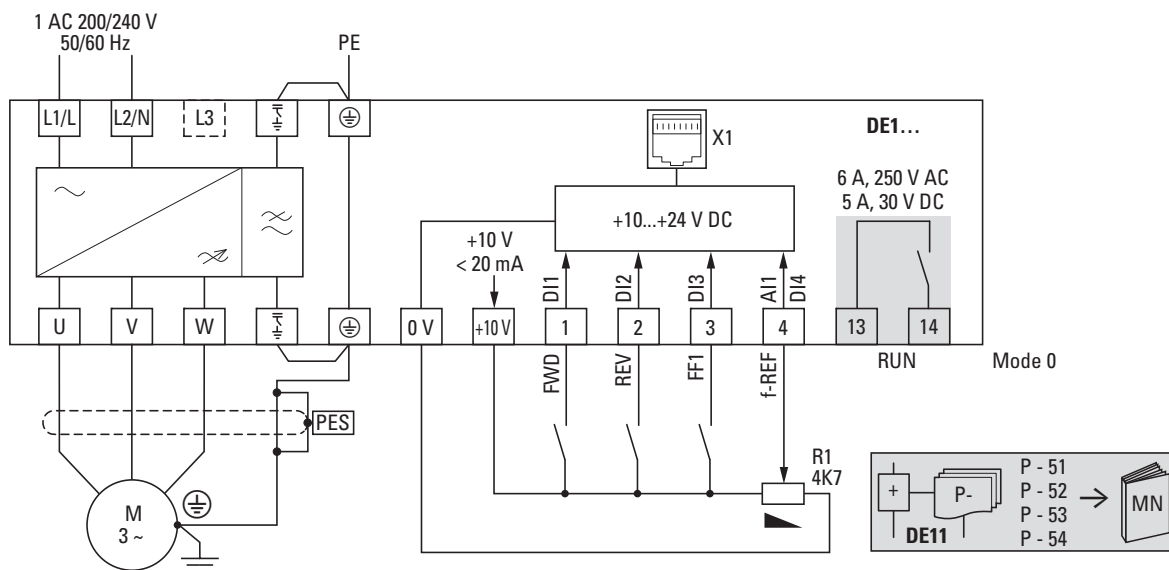 1 AC 200/240 V
50/60 Hz
PE
L1/L
L2/N
L3
X1
DE1…
6 A, 250 V AC
5 A, 30 V DC
+10...+24 V DC
+10 V
< 20 mA
DI1
DI2
DI3
AI1
DI4
U
V
W
0 V
+10 V
1
2
3
4
13
14
RUN
Mode 0
FWD
REV
FF1
f-REF
PES
R1
4K7
M
3 ~
+
P-
DE11
P - 51
P - 52
P - 53
P - 54
MN